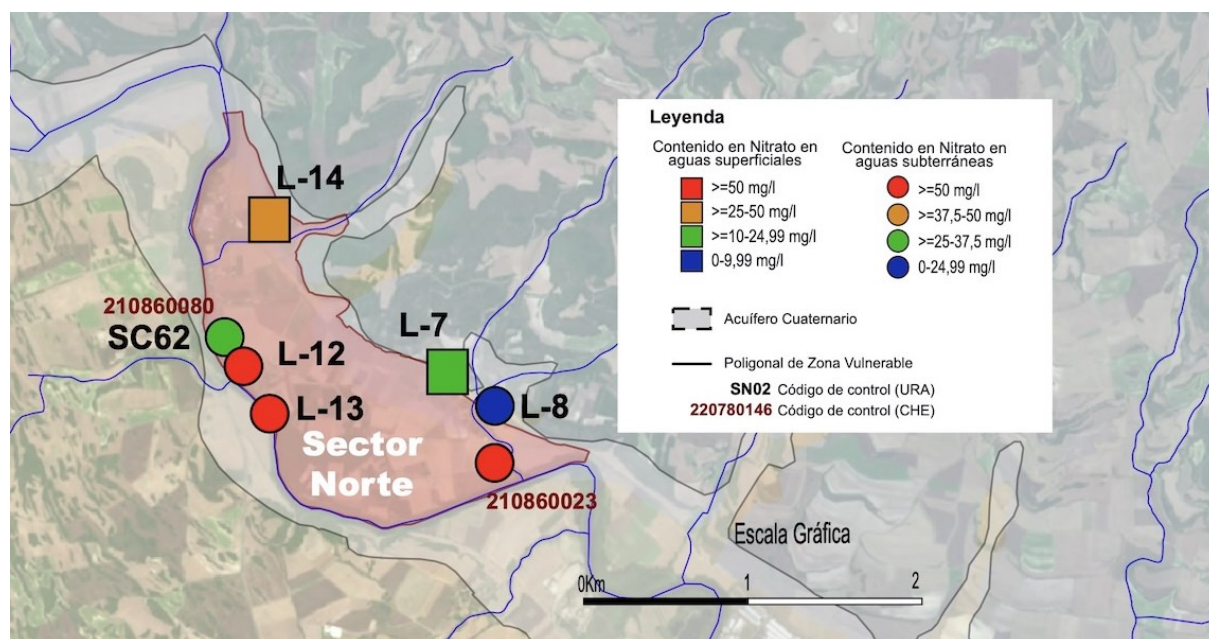 L-14
210860080
SC62
L-12
L-13
L-7
L-8
Sector
Norte
210860023
Leyenda
Contenido en Nitrato en
aguas superficiales
>=50 mg/l
>=25-50 mg/l
>=10-24,99 mg/l
0-9,99 mg/l
Contenido en Nitrato en
aguas subterráneas
>=50 mg/l
>=37,5-50 mg/l
>=25-37,5 mg/l
0-24,99 mg/l
Acuífero Cuaternario
Poligonal de Zona Vulnerable
SN02 Código de control (URA)
220780146 Código de control (CHE)
Escala Gráfica
0Km 1 2